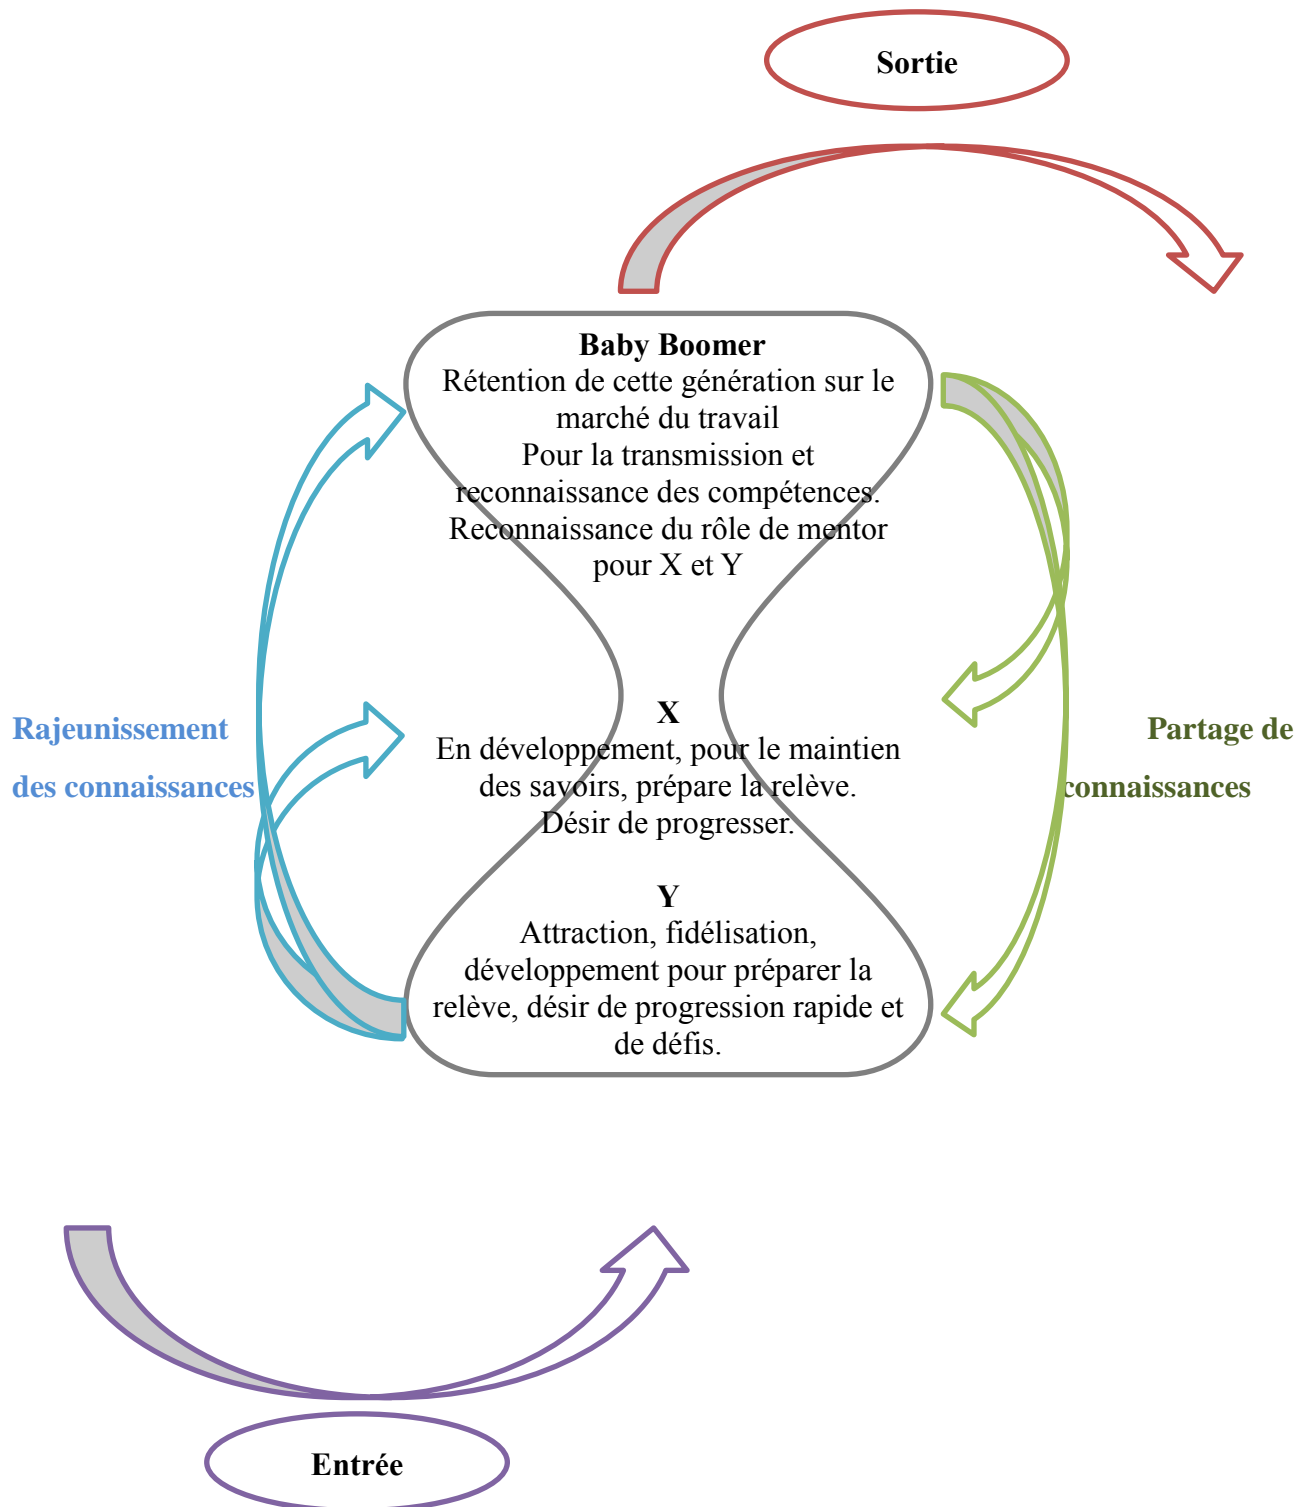 Sortie
Baby Boomer
Rétention de cette génération sur le
marché du travail
Pour la transmission et
reconnaissance des compétences.
Reconnaissance du rôle de mentor
pour X et Y
Rajeunissement
des connaissances
X
En développement, pour le maintien
des savoirs, prépare la relève.
Désir de progresser.
Partage de
connaissances
Y
Attraction, fidélisation,
développement pour préparer la
relève, désir de progression rapide et
de défis.
Entrée